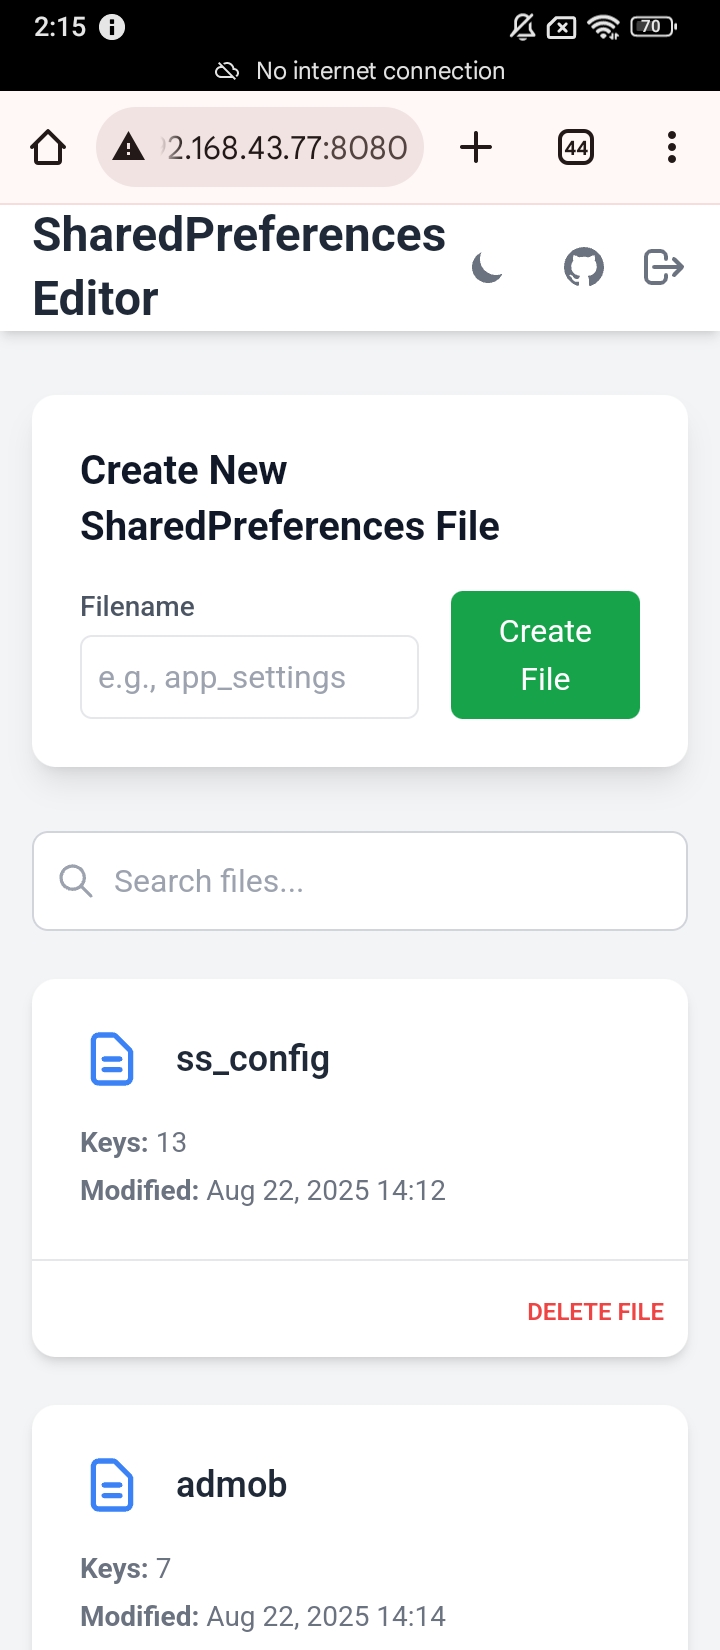 2:15
70
No internet connection
2.168.43.77:8080
44
SharedPreferences
Editor
Create New
SharedPreferences File
Filename
e.g., app_settings
Create
File
Search files...
ss_config
Keys: 13
Modified: Aug 22, 2025 14:12
DELETE FILE
admob
Keys: 7
Modified: Aug 22, 2025 14:14